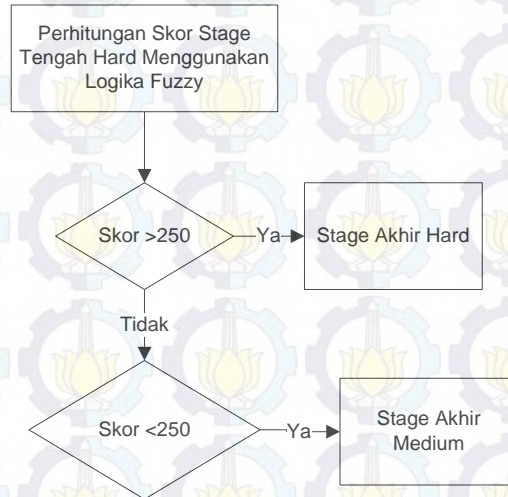 Perhitungan Skor Stage
Tengah Hard Menggunakan
Logika Fuzzy
Skor >250
Ya
Stage Akhir Hard
Tidak
Skor <250
Ya
Stage Akhir
Medium